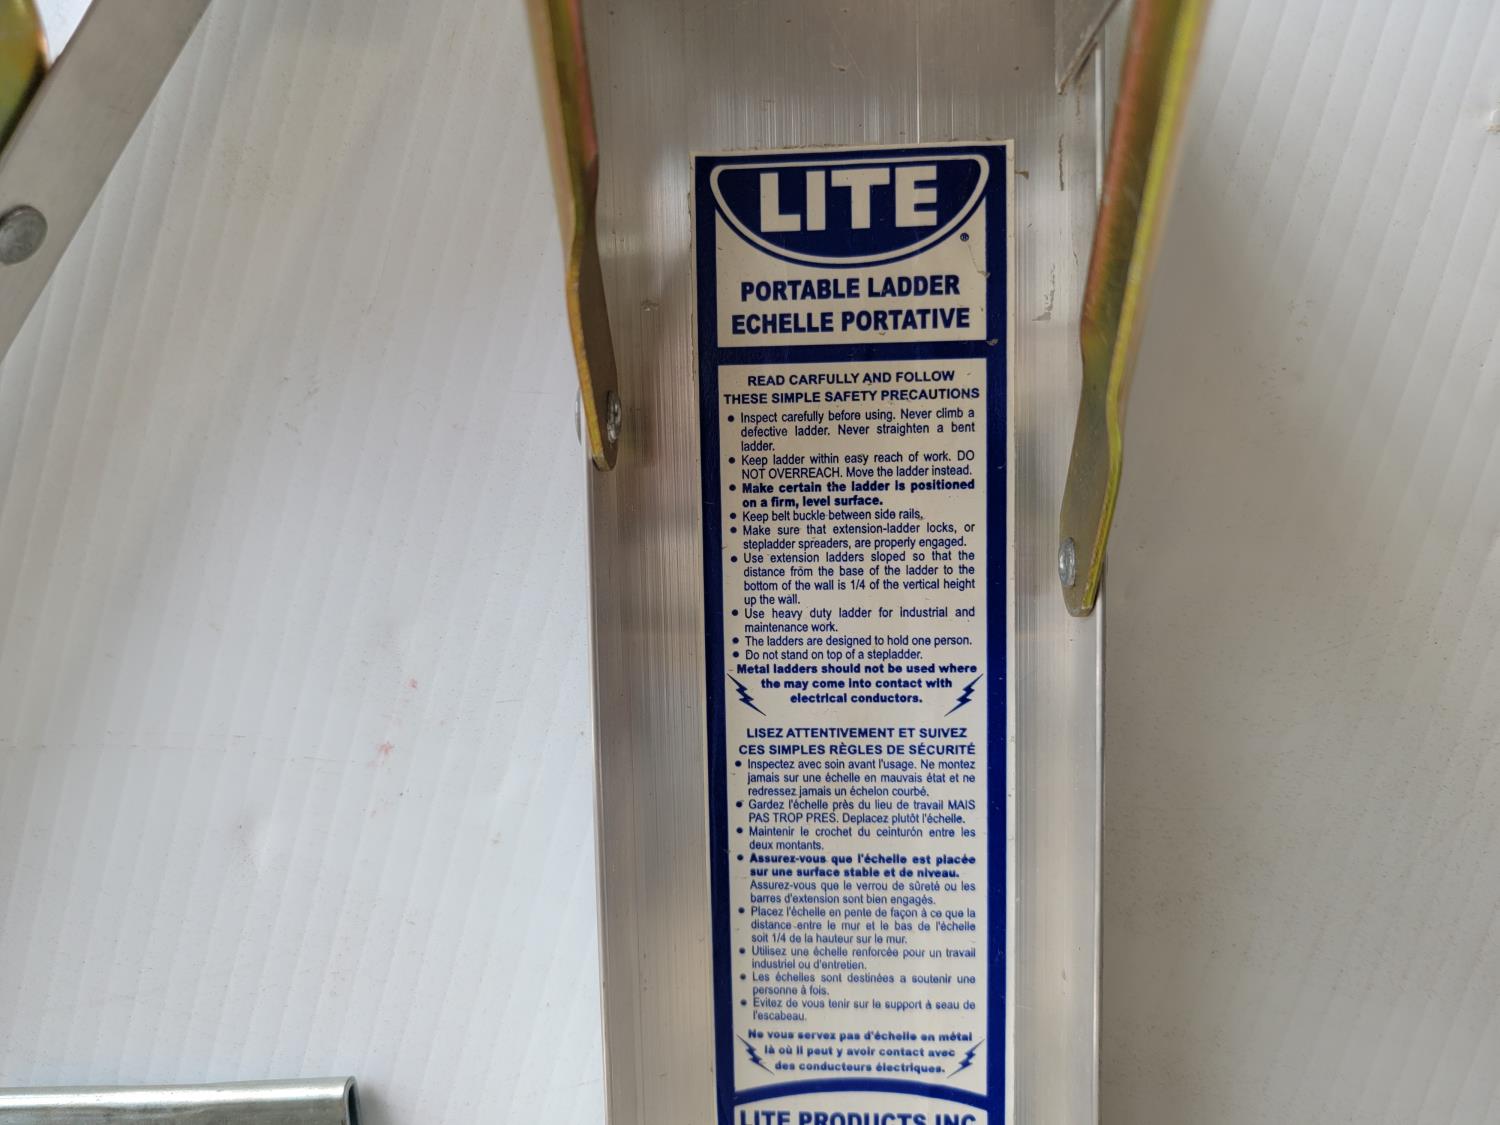 LITE
®
PORTABLE LADDER
ECHELLE PORTATIVE
READ CARFULLY AND FOLLOW
THESE SIMPLE SAFETY PRECAUTIONS
• Inspect carefully before using. Never climb a
defective ladder. Never straighten a bent
ladder.
• Keep ladder within easy reach of work. DO
NOT OVERREACH. Move the ladder instead.
• Make certain the ladder is positioned
on a firm, level surface.
• Keep belt buckle between side rails.
• Make sure that extension-ladder locks, or
stepladder spreaders, are properly engaged.
• Use extension ladders sloped so that the
distance from the base of the ladder to the
bottom of the wall is 1/4 of the vertical height
up the wall.
• Use heavy duty ladder for industrial and
maintenance work.
• The ladders are designed to hold one person.
• Do not stand on top of a stepladder.
Metal ladders should not be used where
the may come into contact with
electrical conductors.
LISEZ ATTENTIVEMENT ET SUIVEZ
CES SIMPLES RÈGLES DE SÉCURITÉ
• Inspectez avec soin avant l'usage. Ne montez
jamais sur une échelle en mauvais état et ne
redressez jamais un échelon courbé.
• Gardez l'échelle près du lieu de travail MAIS
PAS TROP PRES. Deplacez plutôt l'échelle.
• Maintenir le crochet du ceinturón entre les
deux montants.
• Assurez-vous que l'échelle est placée
sur une surface stable et de niveau.
Assurez-vous que le verrou de sûreté ou les
barres d'extension sont bien engagés.
• Placez l'échelle en pente de façon à ce que la
distance entre le mur et le bas de l'échelle
soit 1/4 de la hauteur sur le mur.
• Utilisez une échelle renforcée pour un travail
industriel ou d'entretien.
• Les échelles sont destinées a soutenir une
personne à fois.
• Evitez de vous tenir sur le support à seau de
l'escabeau.
Ne vous servez pas d'échelle en métal
là où il peut y avoir contact avec
des conducteurs électriques.
LITE PRODUCTS INC